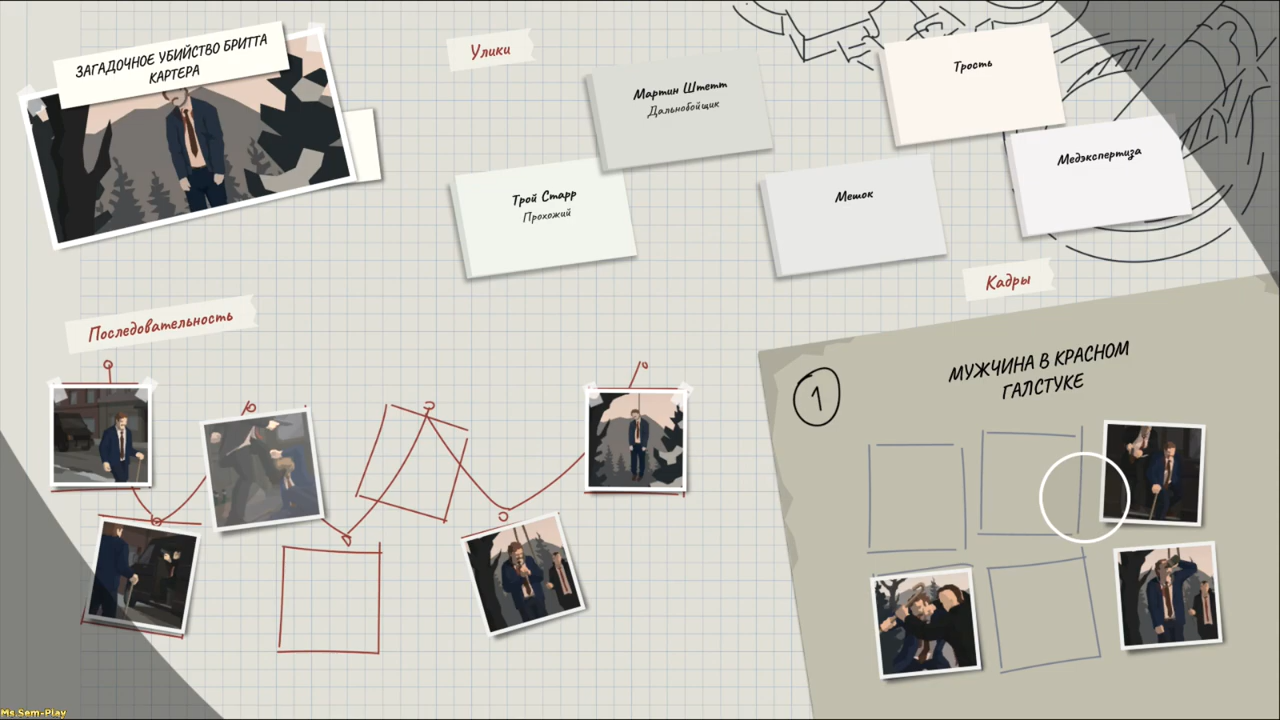 ЗАГАДОЧНОЕ УБИЙСТВО БРИТТА
КАРТЕРА
Улики
Мартин Штетт
Дальнобойщик
Трость
Трой Старр
Прохожий
Мешок
Медэкспертиза
Кадры
Последовательность
1
МУЖЧИНА В КРАСНОМ
ГАЛСТУКЕ
Ms.Sem-Play